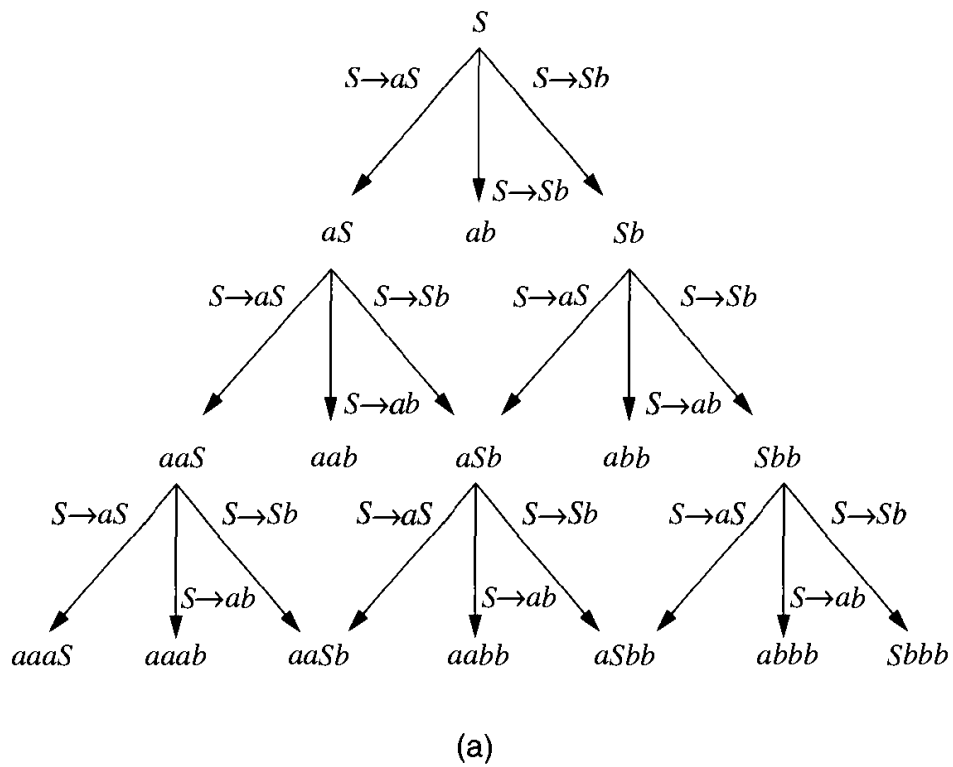 S
S→aS S→Sb
S→Sb
aS ab Sb
S→aS S→Sb S→aS S→Sb
S→ab S→ab
aaS aab aSb abb Sbb
S→aS S→Sb S→aS S→Sb S→aS S→Sb
S→ab S→ab S→ab
aaaS aaab aaSb aabb aSbb abbb Sbbb
(a)